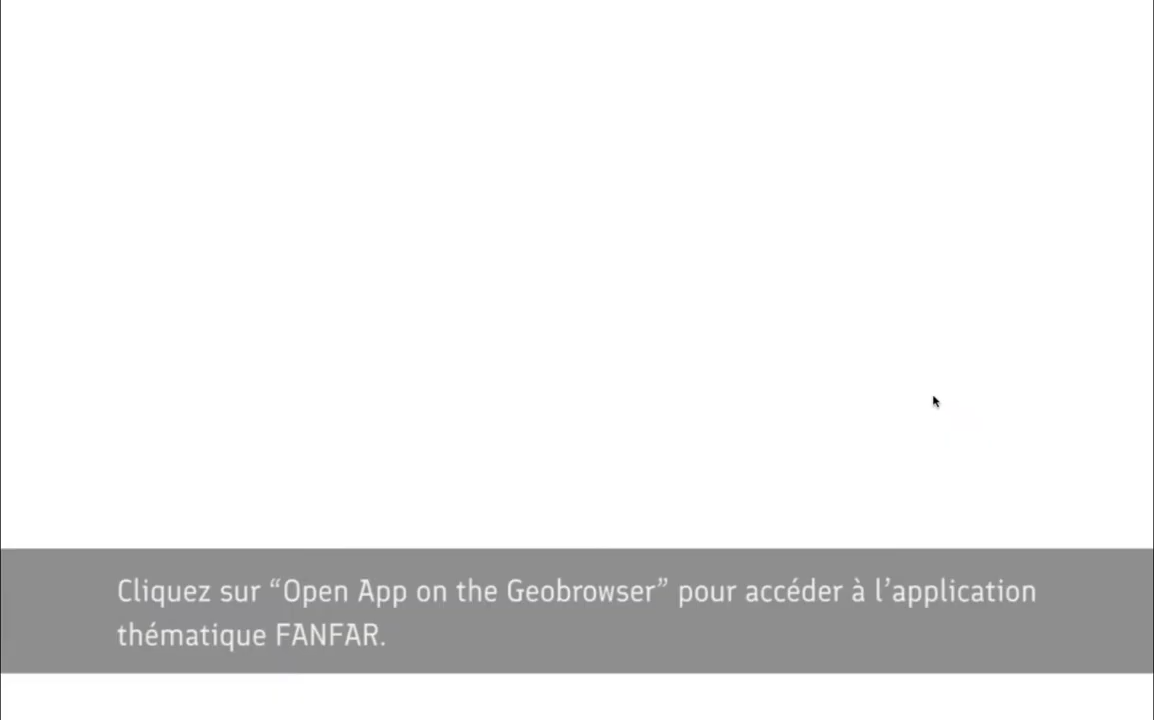 Cliquez sur “Open App on the Geobrowser” pour accéder à l’application
thématique FANFAR.